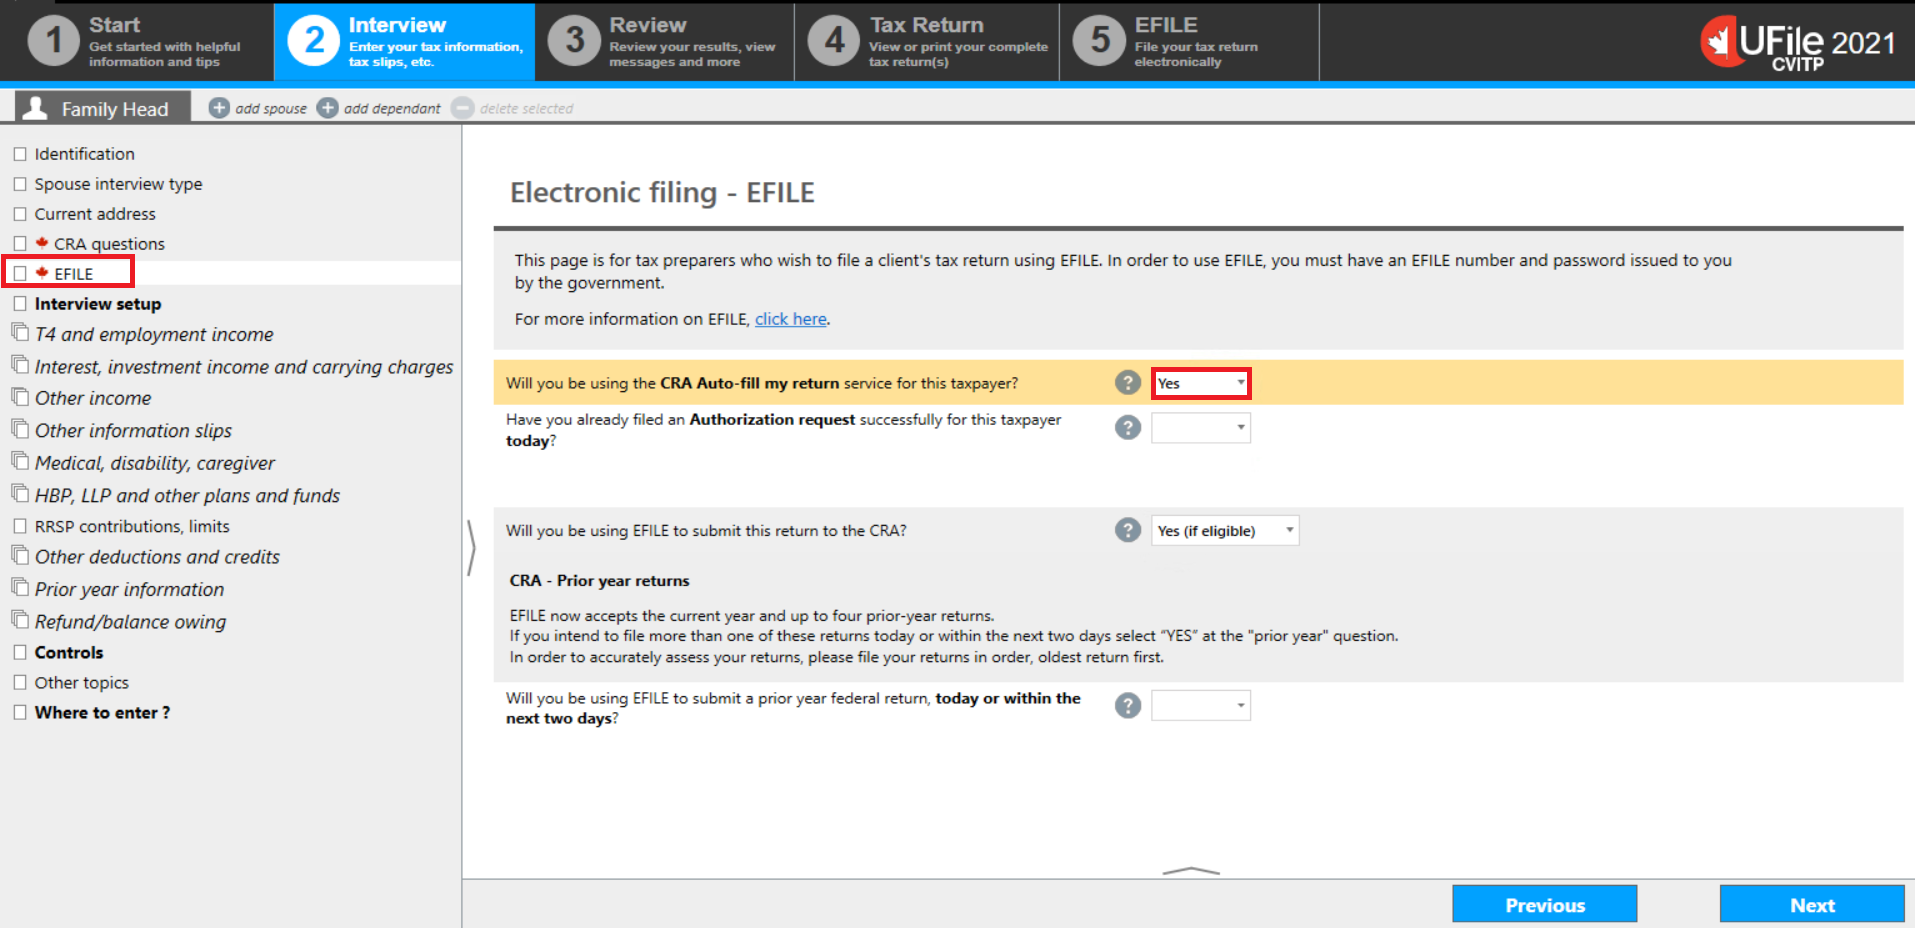 1 Start
Get started with helpful
information and tips
2 Interview
Enter your tax information,
tax slips, etc.
3 Review
Review your results, view
messages and more
4 Tax Return
View or print your complete
tax return(s)
5 EFILE
File your tax return
electronically
UFile 2021
CVITP
Family Head
add spouse
add dependant
delete selected
Identification
Spouse interview type
Current address
CRA questions
EFILE
Interview setup
T4 and employment income
Interest, investment income and carrying charges
Other income
Other information slips
Medical, disability, caregiver
HBP, LLP and other plans and funds
RRSP contributions, limits
Other deductions and credits
Prior year information
Refund/balance owing
Controls
Other topics
Where to enter ?
Electronic filing - EFILE
This page is for tax preparers who wish to file a client's tax return using EFILE. In order to use EFILE, you must have an EFILE number and password issued to you
by the government.
For more information on EFILE, click here.
Will you be using the CRA Auto-fill my return service for this taxpayer? ? Yes
Have you already filed an Authorization request successfully for this taxpayer
today? ?
Will you be using EFILE to submit this return to the CRA? ? Yes (if eligible)
CRA - Prior year returns
EFILE now accepts the current year and up to four prior-year returns.
If you intend to file more than one of these returns today or within the next two days select “YES” at the "prior year" question.
In order to accurately assess your returns, please file your returns in order, oldest return first.
Will you be using EFILE to submit a prior year federal return, today or within the
next two days? ?
Previous
Next